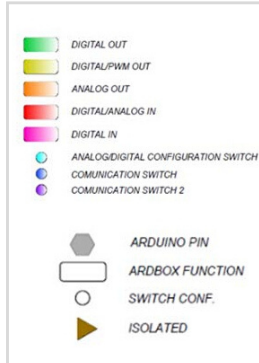 DIGITAL OUT
DIGITAL/PWM OUT
ANALOG OUT
DIGITAL/ANALOG IN
DIGITAL IN
ANALOG/DIGITAL CONFIGURATION SWITCH
COMUNICATION SWITCH
COMUNICATION SWITCH 2
ARDUINO PIN
ARDBOX FUNCTION
SWITCH CONF.
ISOLATED